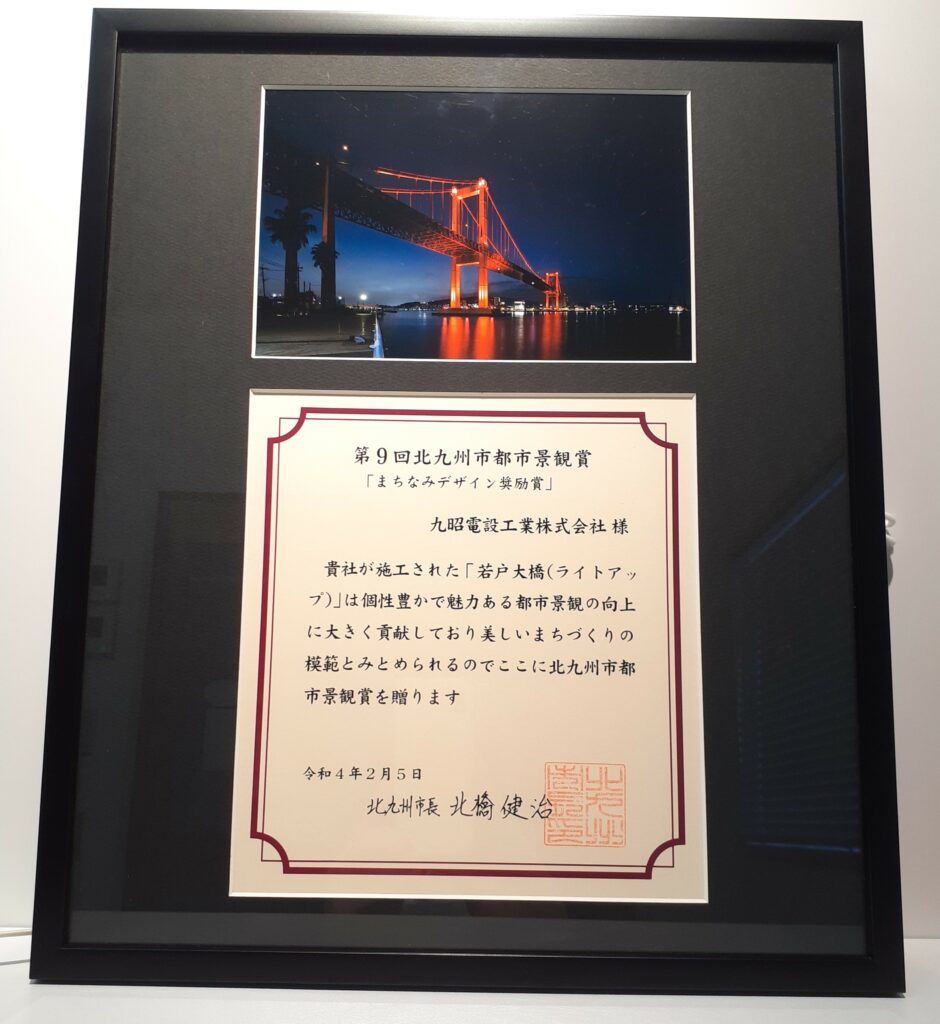 第9回北九州市都市景観賞
「まちなみデザイン奨励賞」
九昭電設工業株式会社 様
貴社が施工された「若戸大橋(ライトアッ
プ)」は個性豊かで魅力ある都市景観の向上
に大きく貢献しており美しいまちづくりの
模範とみとめられるのでここに北九州市都
市景観賞を贈ります
令和4年2月5日
北九州市長 北橋健治